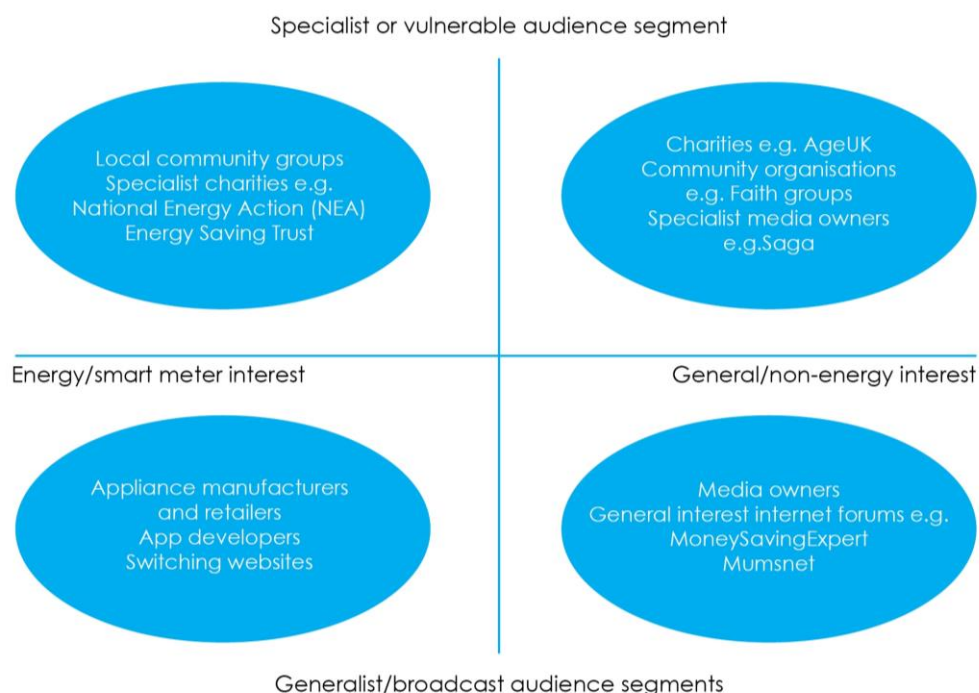 Specialist or vulnerable audience segment
Local community groups
Specialist charities e.g.
National Energy Action (NEA)
Energy Saving Trust
Charities e.g. AgeUK
Community organisations
e.g. Faith groups
Specialist media owners
e.g.Saga
Energy/smart meter interest
General/non-energy interest
Appliance manufacturers
and retailers
App developers
Switching websites
Media owners
General interest internet forums e.g.
MoneySavingExpert
Mumsnet
Generalist/broadcast audience segments